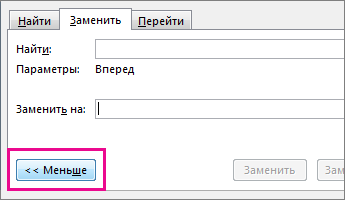 Найти Заменить Перейти
Найти:
Параметры: Вперед
Заменить на:
<< Меньше Заменить